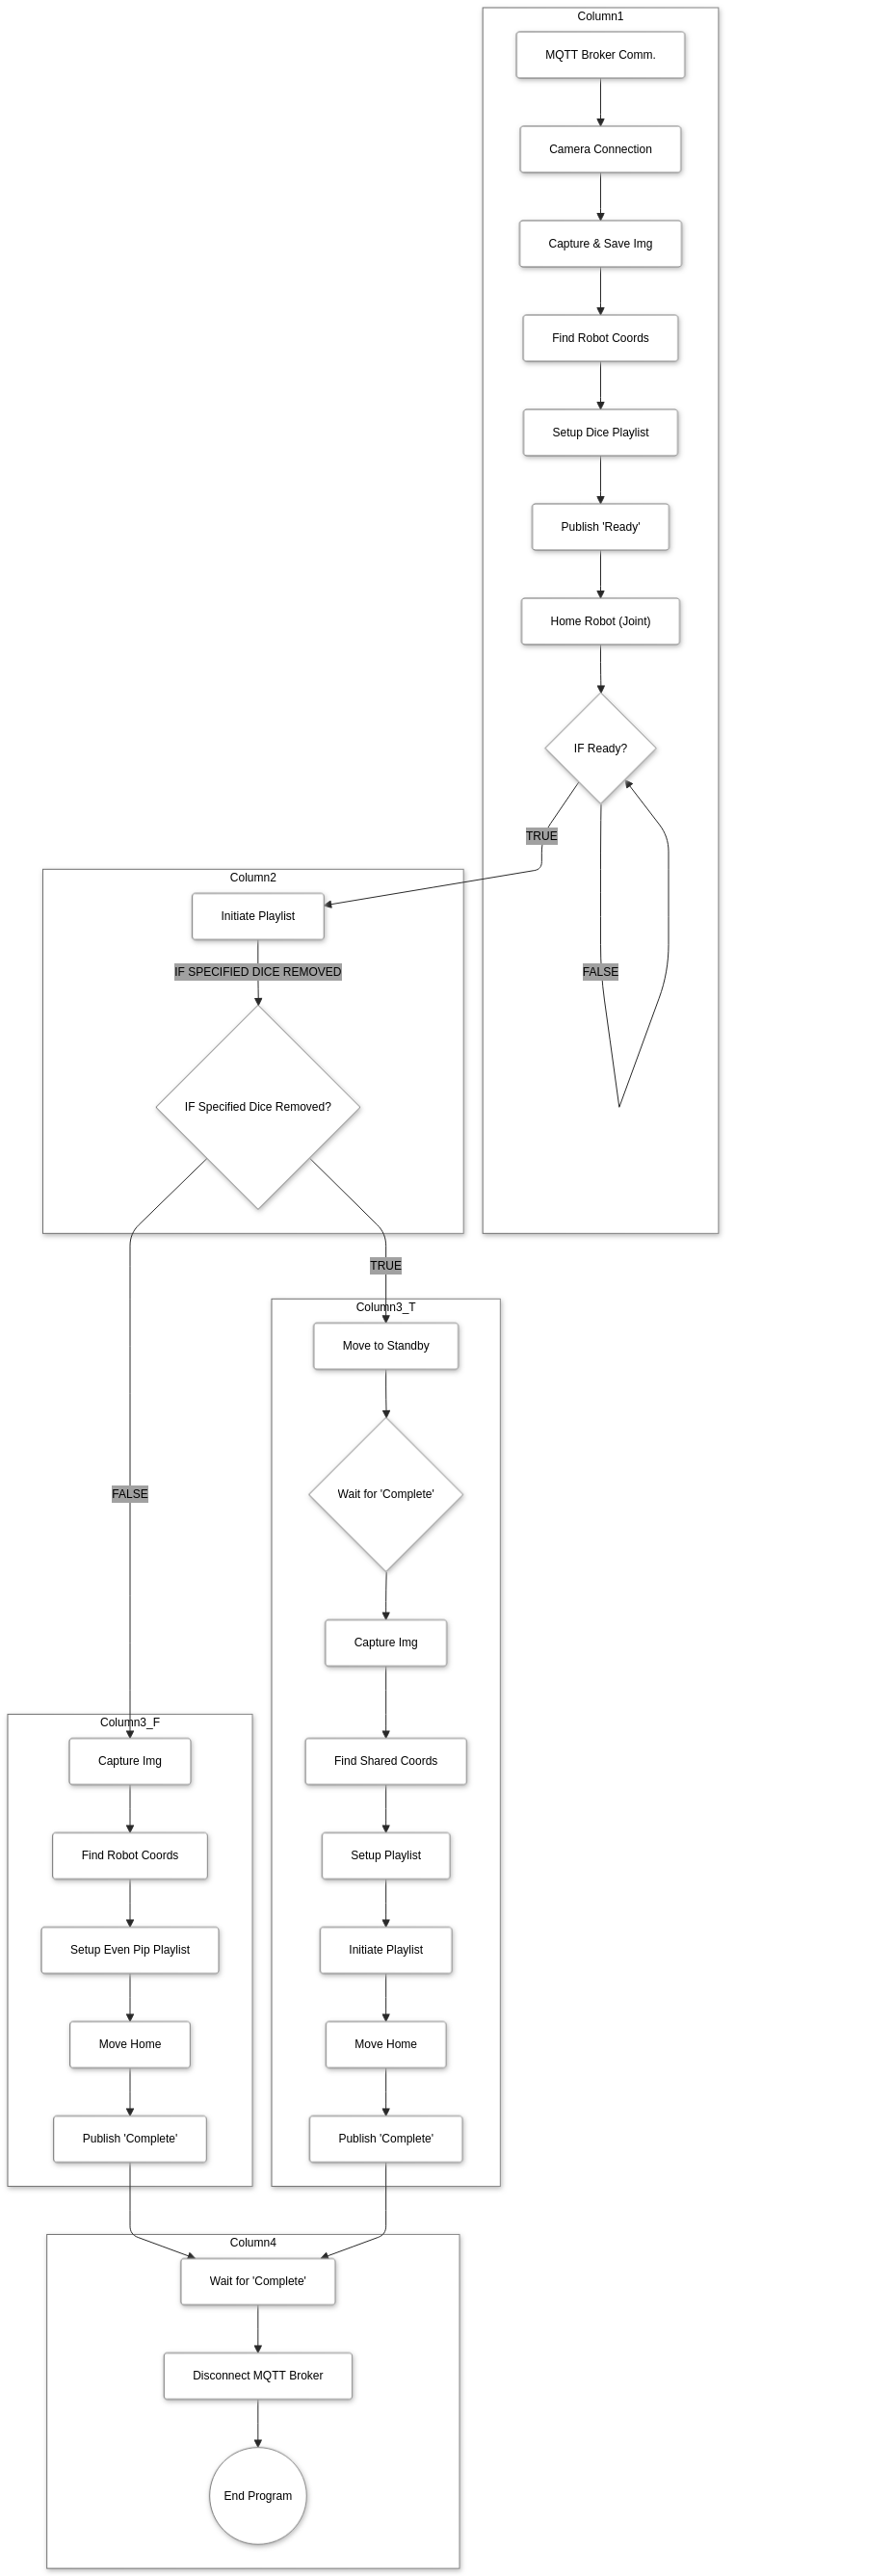 Column1
MQTT Broker Comm.
Camera Connection
Capture & Save Img
Find Robot Coords
Setup Dice Playlist
Publish 'Ready'
Home Robot (Joint)
IF Ready?
TRUE
FALSE
Column2
Initiate Playlist
IF SPECIFIED DICE REMOVED
IF Specified Dice Removed?
TRUE
FALSE
Column3_T
Move to Standby
Wait for 'Complete'
Capture Img
Find Shared Coords
Setup Playlist
Initiate Playlist
Move Home
Publish 'Complete'
Column3_F
Capture Img
Find Robot Coords
Setup Even Pip Playlist
Move Home
Publish 'Complete'
Column4
Wait for 'Complete'
Disconnect MQTT Broker
End Program